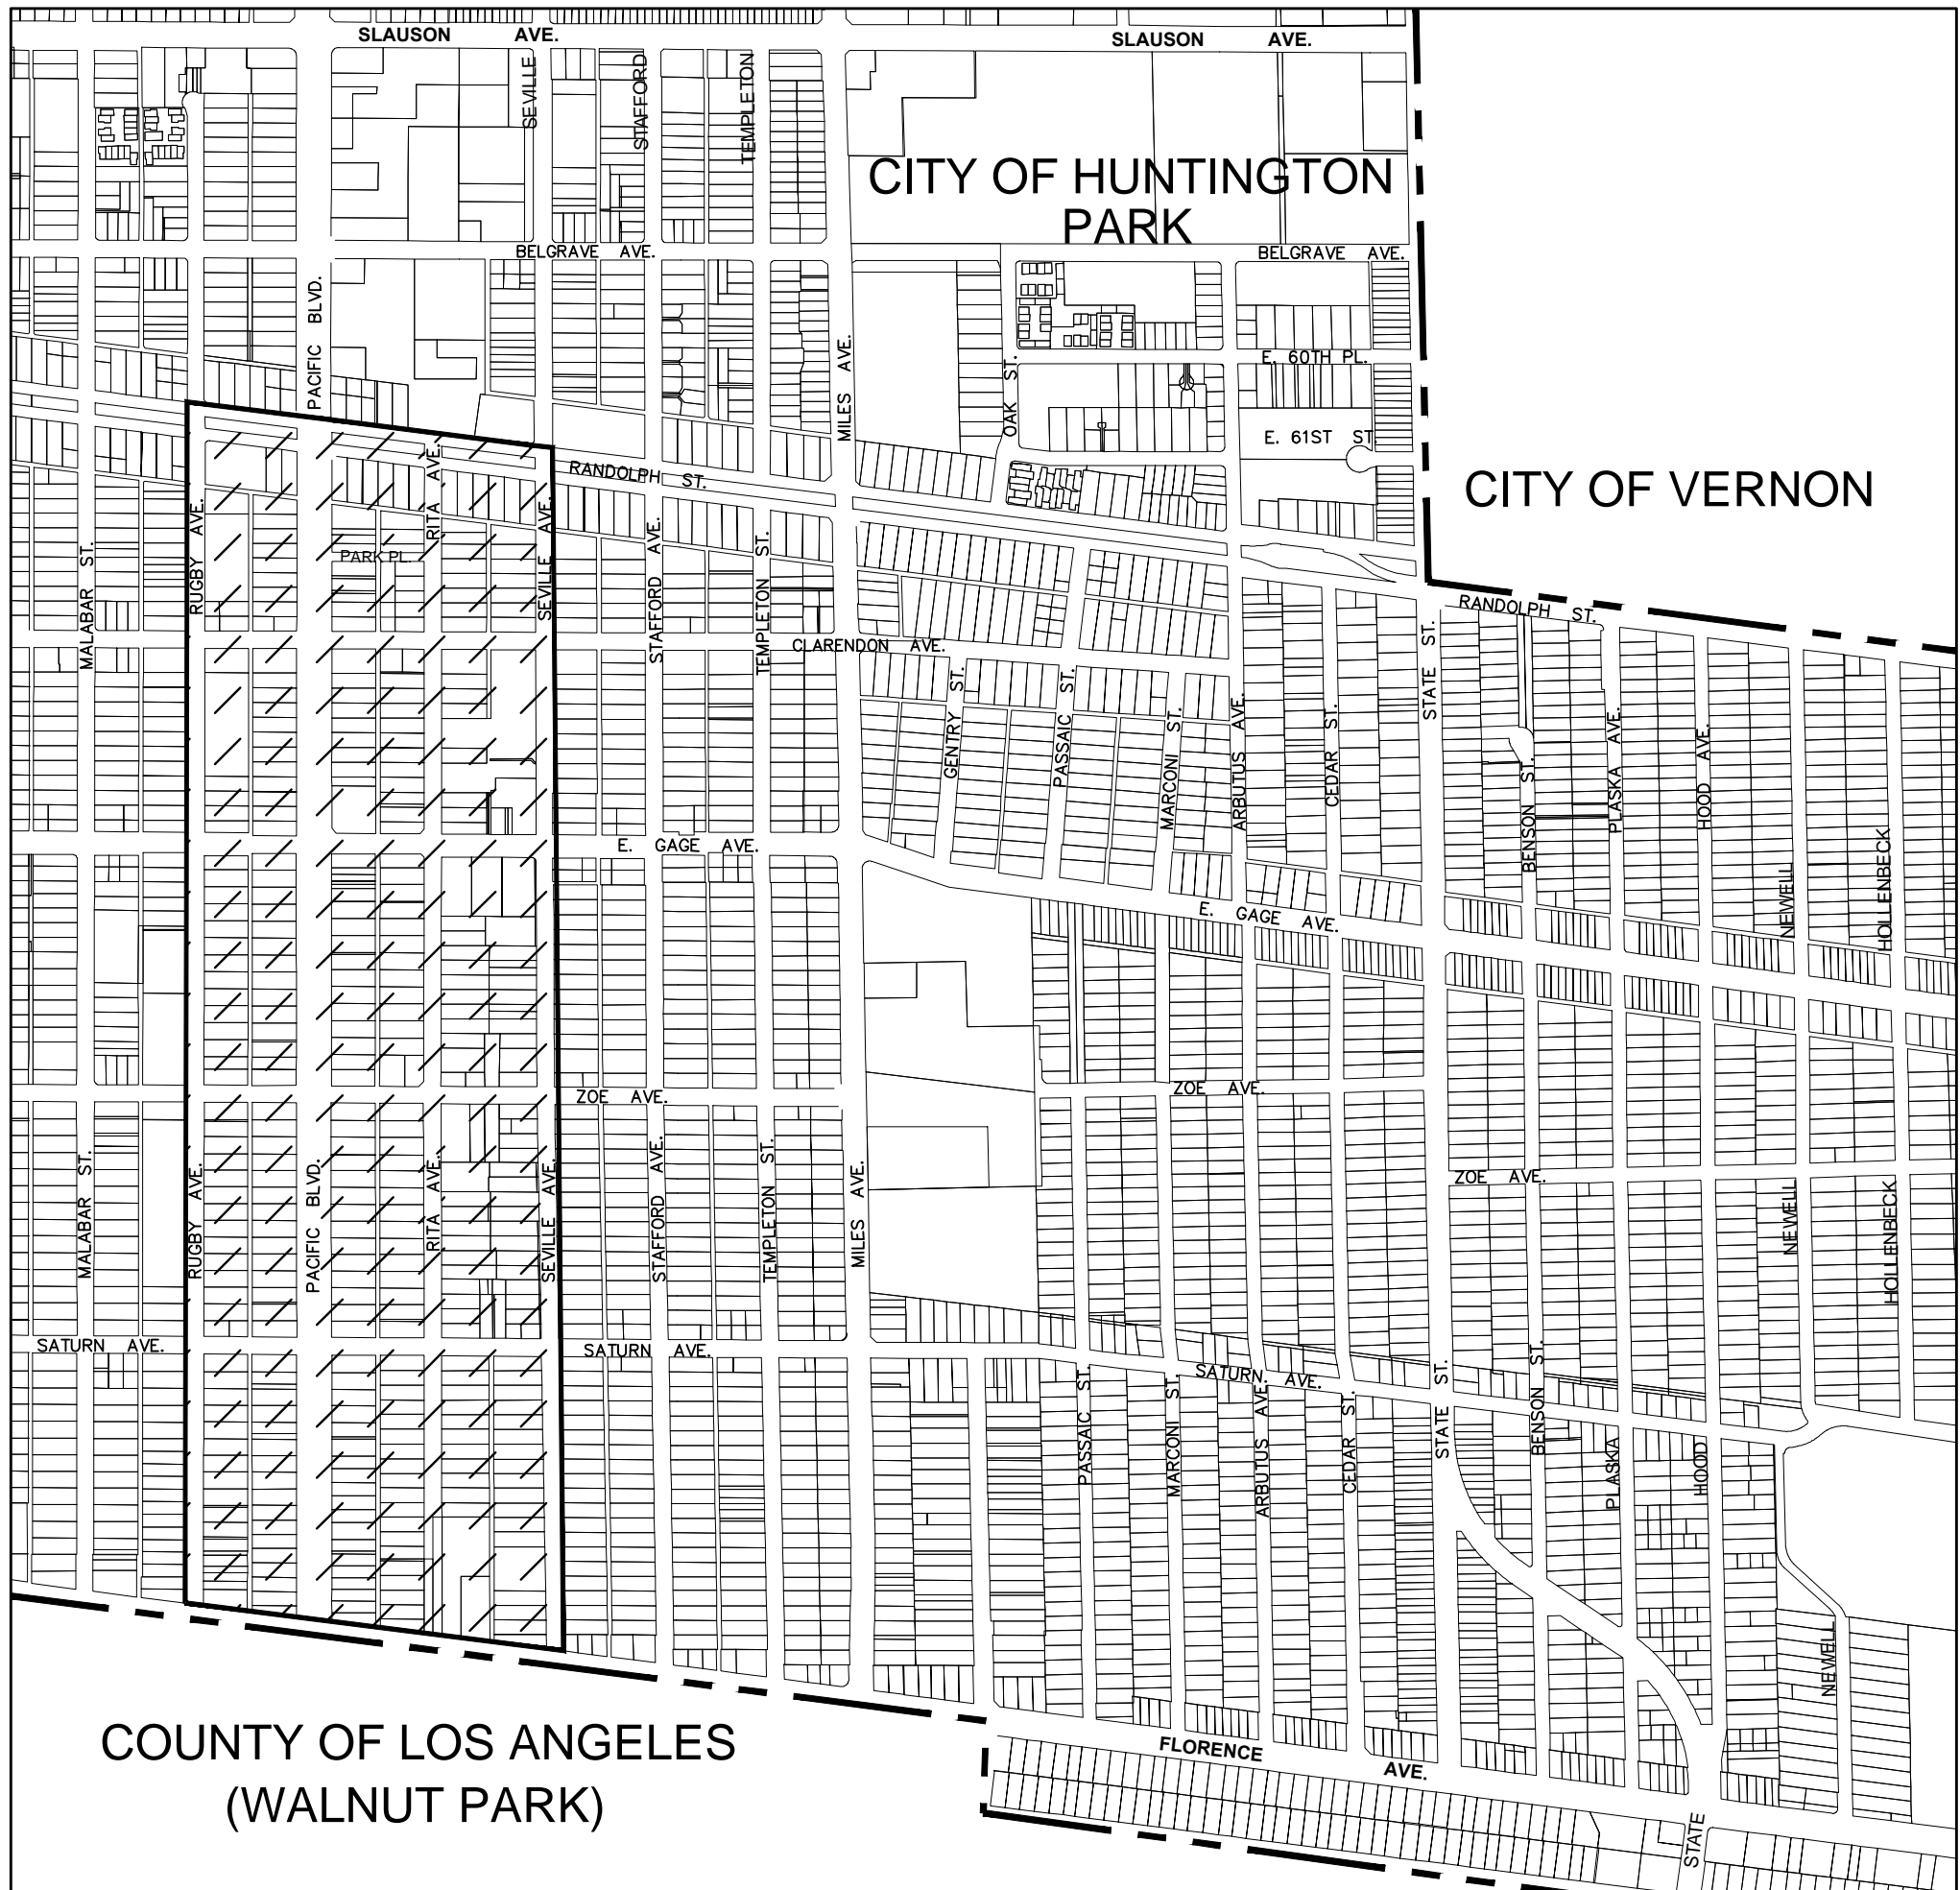 SLAUSON AVE.
SLAUSON AVE.
SEVILLE
STAFFORD
TEMPLETON
CITY OF HUNTINGTON
PARK
BELGRAVE AVE.
BELGRAVE AVE.
PACIFIC BLVD.
MILES AVE.
OAK ST.
E. 60TH PL.
E. 61ST ST.
CITY OF VERNON
RANDOLPH ST.
RITA AVE.
MALABAR ST.
RUGBY AVE.
PARK PL.
SEVILLE AVE.
STAFFORD AVE.
TEMPLETON ST.
CLARENDON AVE.
RANDOLPH ST.
GENTRY ST.
PASSAIC ST.
MARCONI ST.
ARBUTUS AVE.
CEDAR ST.
STATE ST.
BENSON ST.
PLASKA AVE.
HOOD AVE.
NEWELL
HOLLENBECK
E. GAGE AVE.
E. GAGE AVE.
ZOE AVE.
ZOE AVE.
ZOE AVE.
MALABAR ST.
RUGBY AVE.
PACIFIC BLVD.
RITA AVE.
SEVILLE AVE.
STAFFORD AVE.
TEMPLETON ST.
MILES AVE.
NEWELL
HOLLENBECK
SATURN AVE.
SATURN AVE.
SATURN AVE.
PASSAIC ST.
MARCONI ST.
ARBUTUS AVE.
CEDAR ST.
STATE ST.
BENSON ST.
PLASKA
HOOD
NEWELL
COUNTY OF LOS ANGELES
(WALNUT PARK)
FLORENCE AVE.
STATE